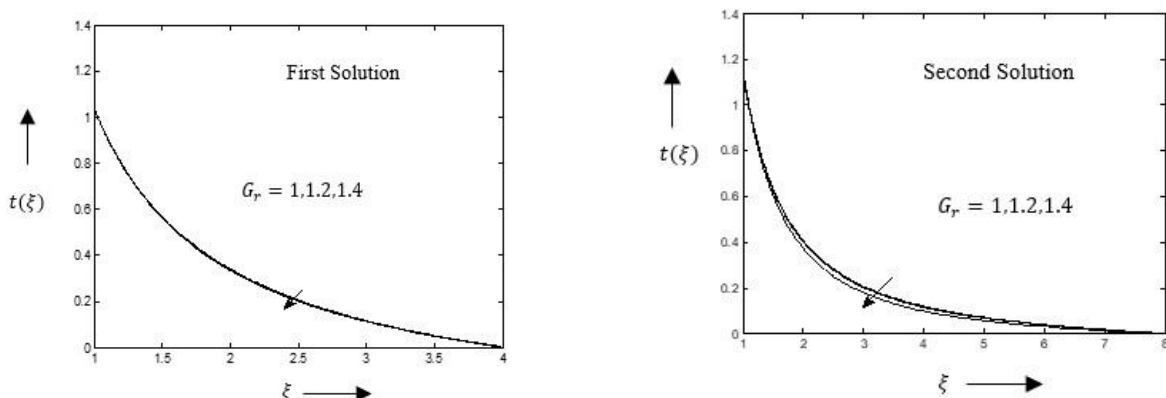 1.4
1.2
First Solution
1
0.8
t(ξ)
G_r = 1,1.2,1.4
0.6
0.4
0.2
0
1 1.5 2 2.5 3 3.5 4
ξ
1.4
1.2
Second Solution
1
t(ξ)
0.8
0.6
G_r = 1,1.2,1.4
0.4
0.2
0
1 2 3 4 5 6 7 8
ξ